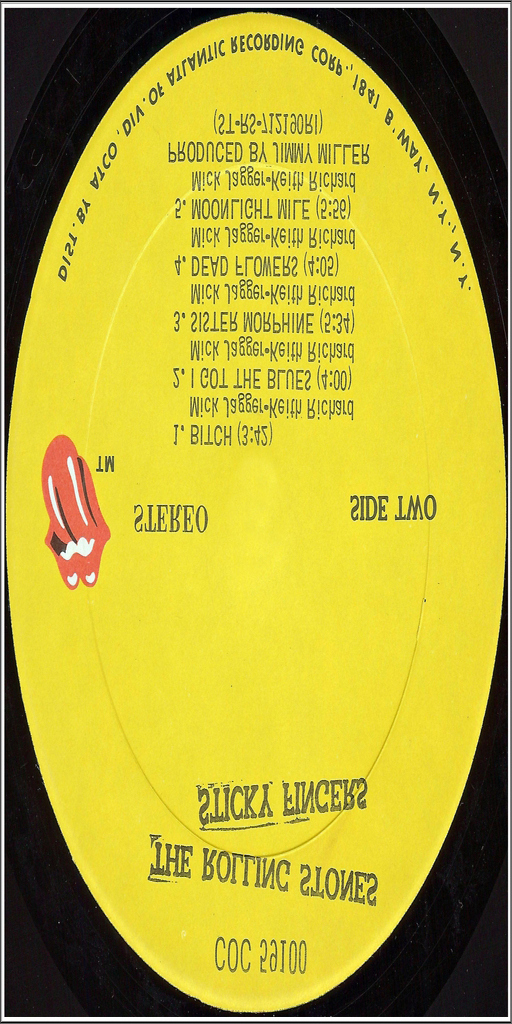 COC 59100
THE ROLLING STONES
STICKY FINGERS
STEREO
SIDE TWO
TM
1. BITCH (3:42)
Mick Jagger-Keith Richard
2. I GOT THE BLUES (4:00)
Mick Jagger-Keith Richard
3. SISTER MORPHINE (5:34)
Mick Jagger-Keith Richard
4. DEAD FLOWERS (4:05)
Mick Jagger-Keith Richard
5. MOONLIGHT MILE (5:56)
Mick Jagger-Keith Richard
PRODUCED BY JIMMY MILLER
(ST-RS-712190RI)
DIST. BY ATCO, DIV. OF ATLANTIC RECORDING CORP., 1841 B'WAY, N.Y., N.Y.